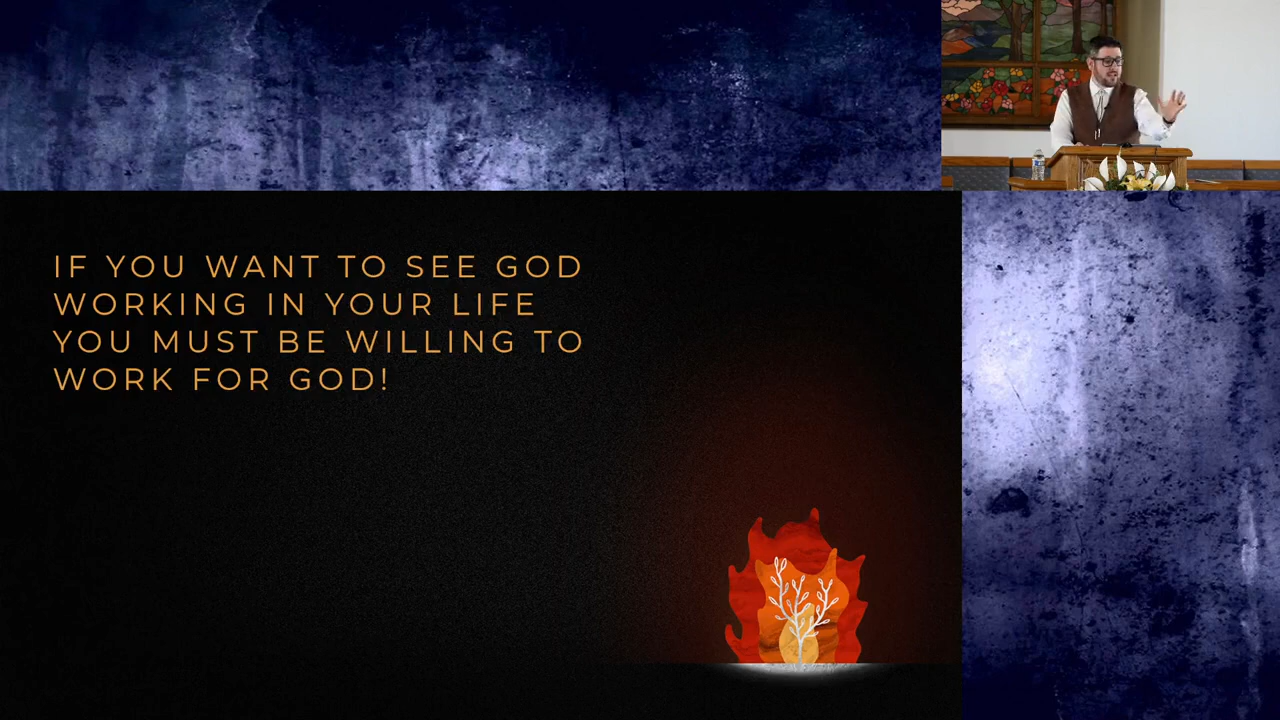 IF YOU WANT TO SEE GOD
WORKING IN YOUR LIFE
YOU MUST BE WILLING TO
WORK FOR GOD!